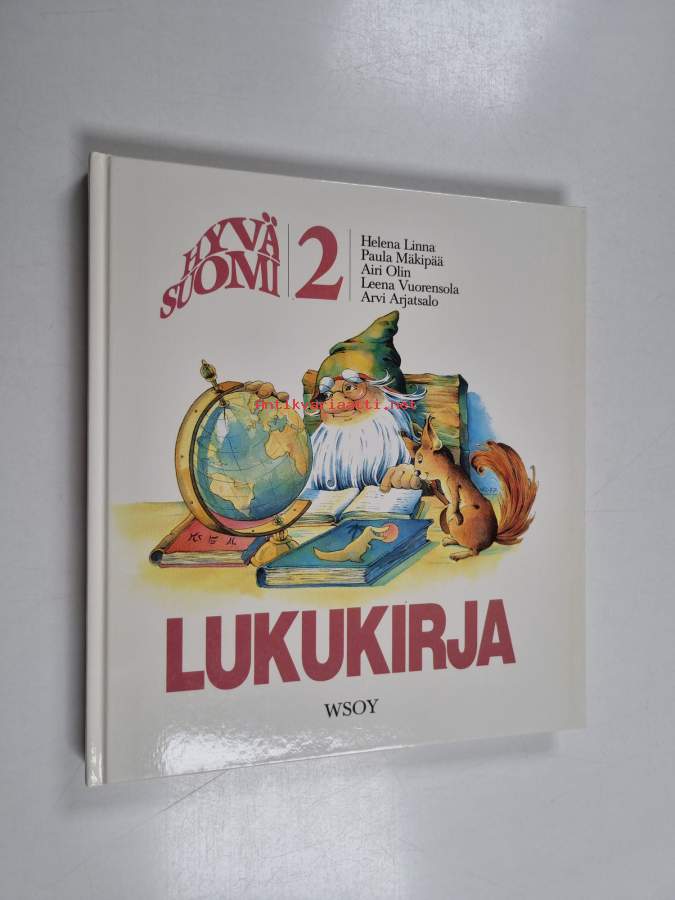 HYVÄ
SUOMI
2
Helena Linna
Paula Mäkipää
Airi Olin
Leena Vuorensola
Arvi Arjatsalo
antikvariaatti.net
LUKUKIRJA
WSOY